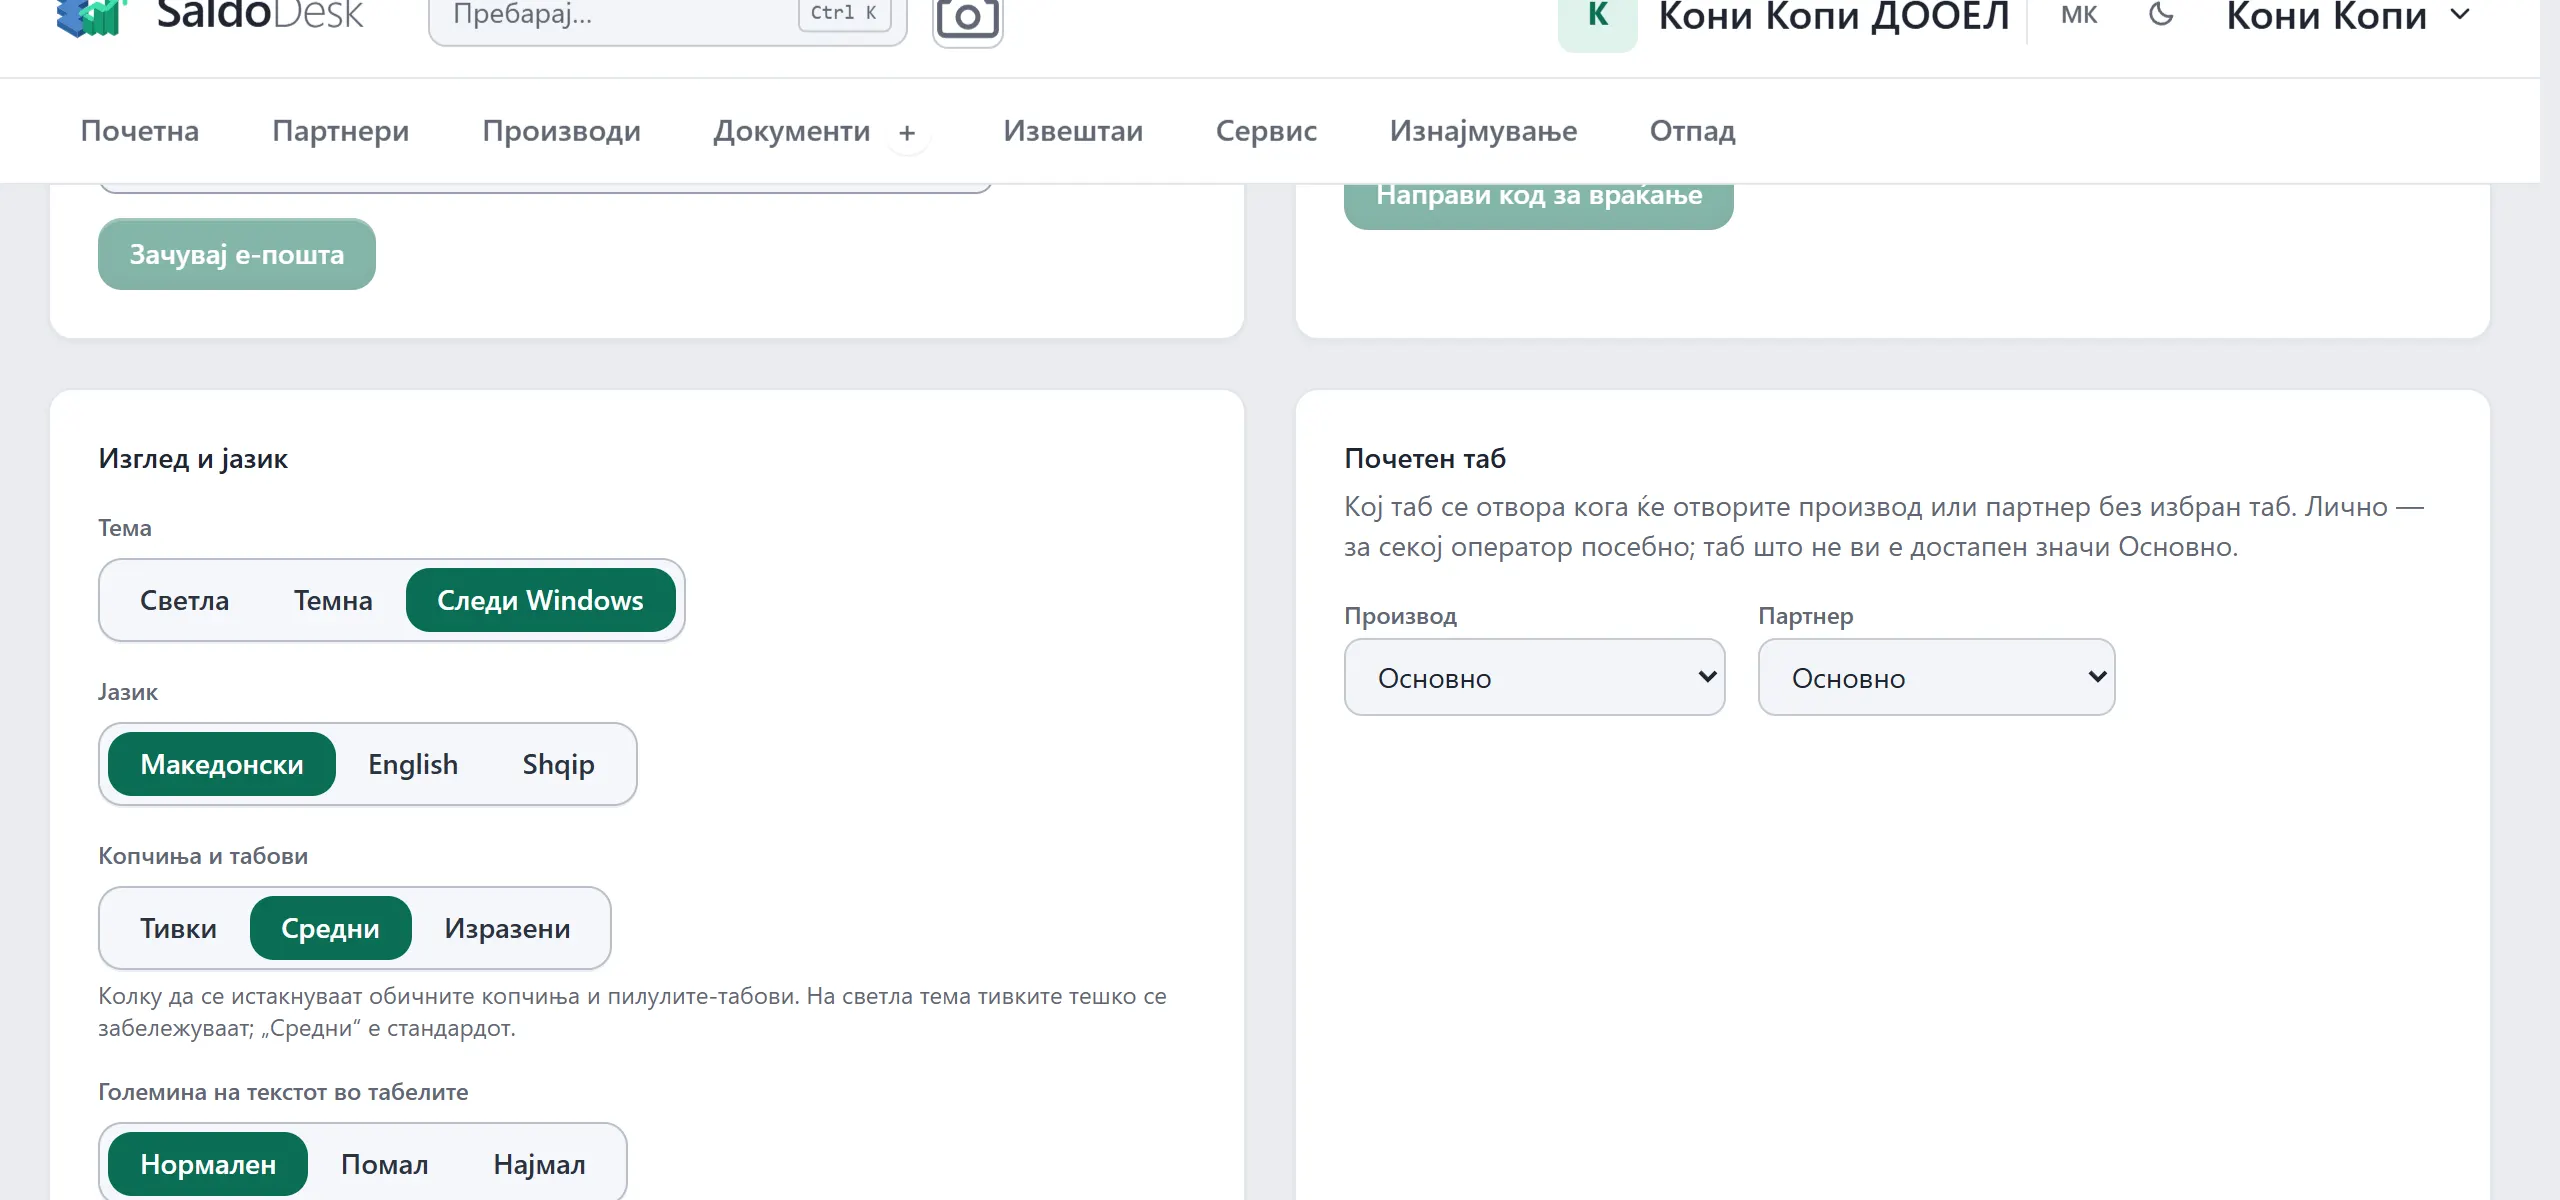 SaldoDesk
Пребарај...
Ctrl K
К
Кони Копи ДООЕЛ
МК
Кони Копи
Почетна
Партнери
Производи
Документи
+
Извештаи
Сервис
Изнајмување
Отпад
Зачувај е-пошта
Направи код за враќање
Изглед и јазик
Тема
Светла
Темна
Следи Windows
Јазик
Македонски
English
Shqip
Копчиња и табови
Тивки
Средни
Изразени
Колку да се истакнуваат обичните копчиња и пилулите-табови. На светла тема тивките тешко се
забележуваат; „Средни“ е стандардот.
Големина на текстот во табелите
Нормален
Помал
Најмал
Почетен таб
Кој таб се отвора кога ќе отворите производ или партнер без избран таб. Лично —
за секој оператор посебно; таб што не ви е достапен значи Основно.
Производ
Партнер
Основно
Основно